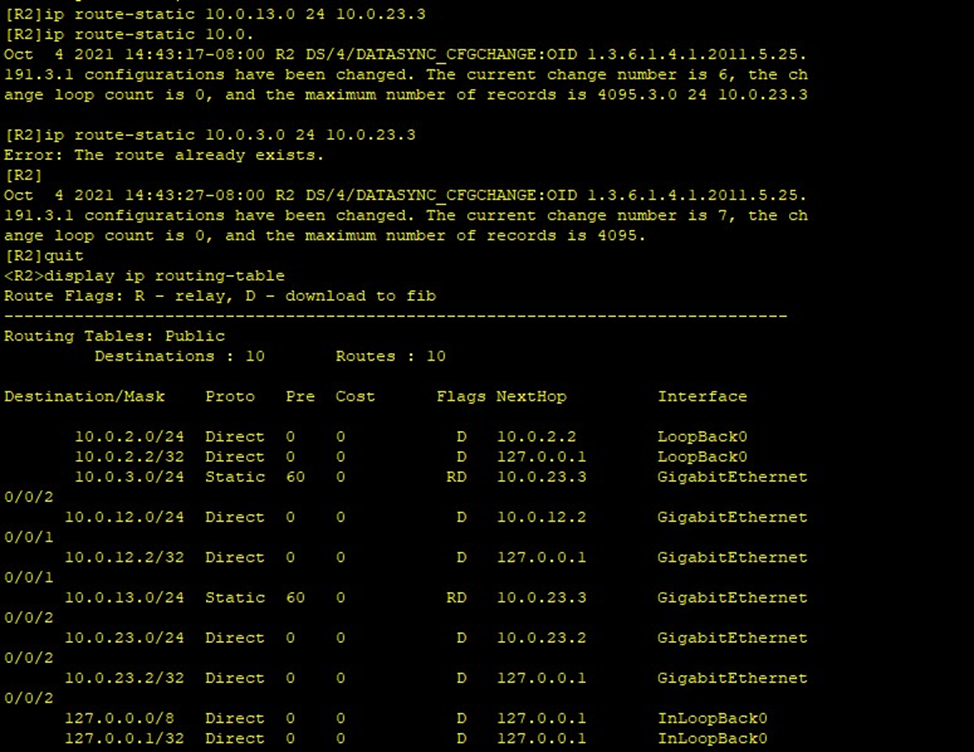 [R2]ip route-static 10.0.13.0 24 10.0.23.3
[R2]ip route-static 10.0.
Oct  4 2021 14:43:17-08:00 R2 DS/4/DATASYNC_CFGCHANGE:OID 1.3.6.1.4.1.2011.5.25.
191.3.1 configurations have been changed. The current change number is 6, the ch
ange loop count is 0, and the maximum number of records is 4095.3.0 24 10.0.23.3

[R2]ip route-static 10.0.3.0 24 10.0.23.3
Error: The route already exists.
[R2]
Oct  4 2021 14:43:27-08:00 R2 DS/4/DATASYNC_CFGCHANGE:OID 1.3.6.1.4.1.2011.5.25.
191.3.1 configurations have been changed. The current change number is 7, the ch
ange loop count is 0, and the maximum number of records is 4095.
[R2]quit
<R2>display ip routing-table
Route Flags: R - relay, D - download to fib
------------------------------------------------------------------------------
Routing Tables: Public
         Destinations : 10       Routes : 10

Destination/Mask    Proto   Pre  Cost      Flags NextHop         Interface

       10.0.2.0/24  Direct  0    0           D   10.0.2.2        LoopBack0
       10.0.2.2/32  Direct  0    0           D   127.0.0.1       LoopBack0
       10.0.3.0/24  Static  60   0          RD   10.0.23.3       GigabitEthernet
0/0/2
      10.0.12.0/24  Direct  0    0           D   10.0.12.2       GigabitEthernet
0/0/1
      10.0.12.2/32  Direct  0    0           D   127.0.0.1       GigabitEthernet
0/0/1
      10.0.13.0/24  Static  60   0          RD   10.0.23.3       GigabitEthernet
0/0/2
      10.0.23.0/24  Direct  0    0           D   10.0.23.2       GigabitEthernet
0/0/2
      10.0.23.2/32  Direct  0    0           D   127.0.0.1       GigabitEthernet
0/0/2
      127.0.0.0/8   Direct  0    0           D   127.0.0.1       InLoopBack0
      127.0.0.1/32  Direct  0    0           D   127.0.0.1       InLoopBack0